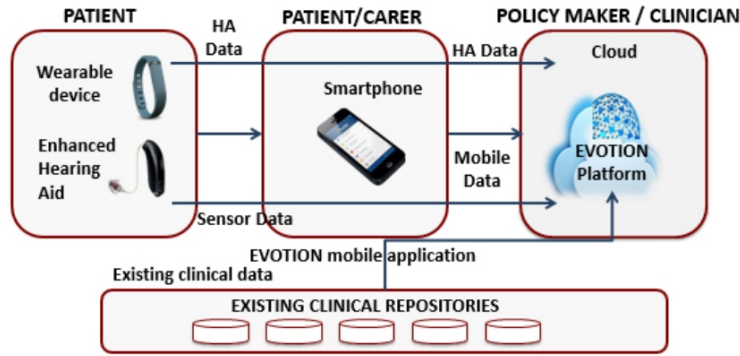 PATIENT
PATIENT/CARER
POLICY MAKER / CLINICIAN
HA
Data
HA Data
Cloud
Wearable
device
Smartphone
Enhanced
Hearing
Aid
EVOTION
Platform
Mobile
Data
Sensor Data
EVOTION mobile application
Existing clinical data
EXISTING CLINICAL REPOSITORIES